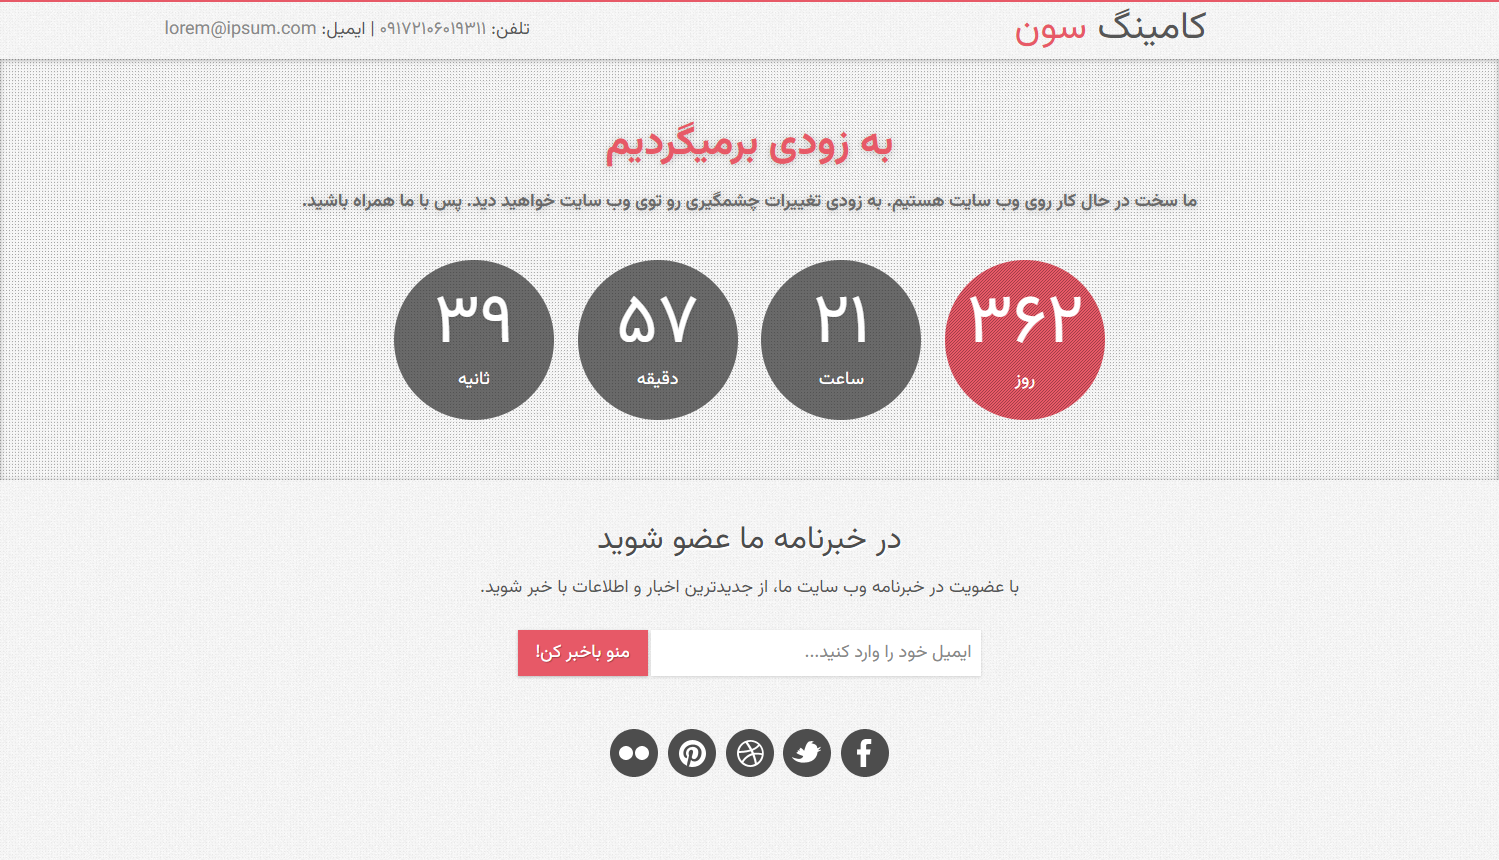 کامینگ سون
تلفن: ۰۹۱۷۲۱۰۶۰۱۹۳۱۱ | ایمیل: lorem@ipsum.com
به زودی برمیگردیم
ما سخت در حال کار روی وب سایت هستیم. به زودی تغییرات چشمگیری رو توی وب سایت خواهید دید. پس با ما همراه باشید.
۳۶۲ ۲۱ ۵۷ ۳۹
روز ساعت دقیقه ثانیه
در خبرنامه ما عضو شوید
با عضویت در خبرنامه وب سایت ما، از جدیدترین اخبار و اطلاعات با خبر شوید.
ایمیل خود را وارد کنید... منو باخبر کن!